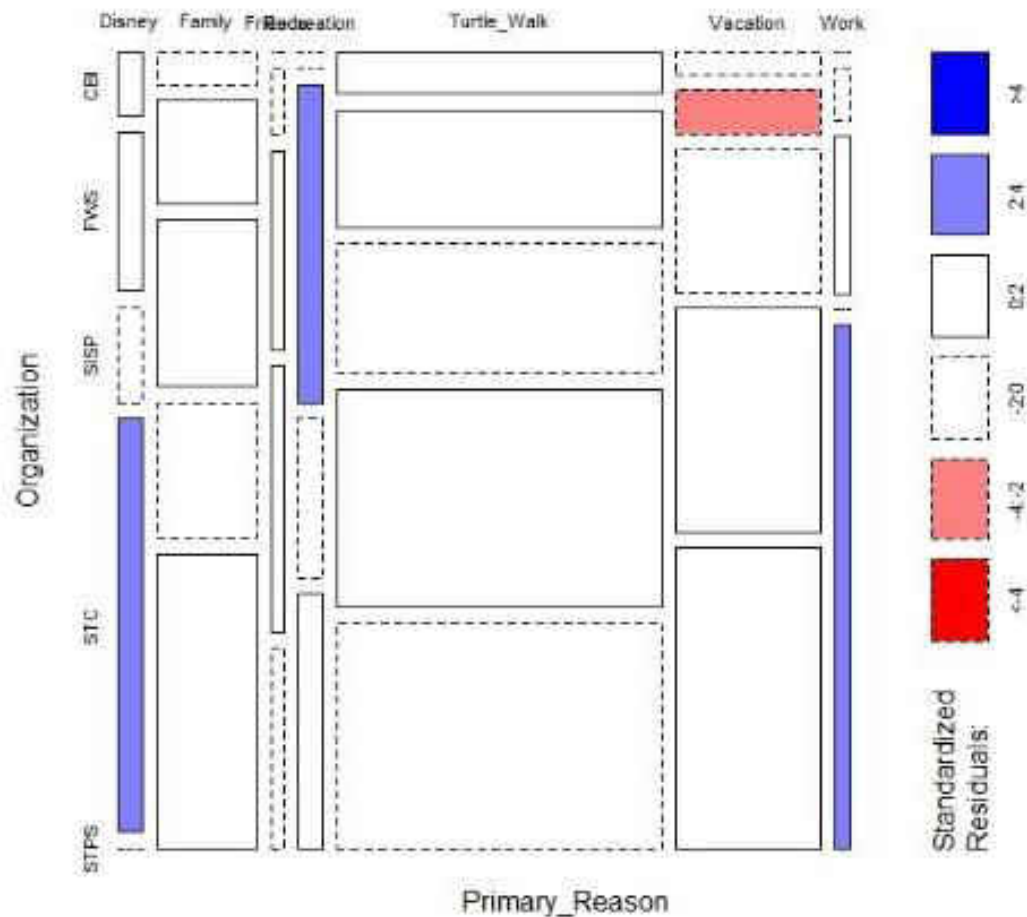 Disney Family Recreation Turtle_Walk Vacation Work
CBI
FWS
SISP
STC
STPS
Organization
Primary_Reason
>4
2:4
0:2
-2:0
-4:-2
<-4
Standardized
Residuals: